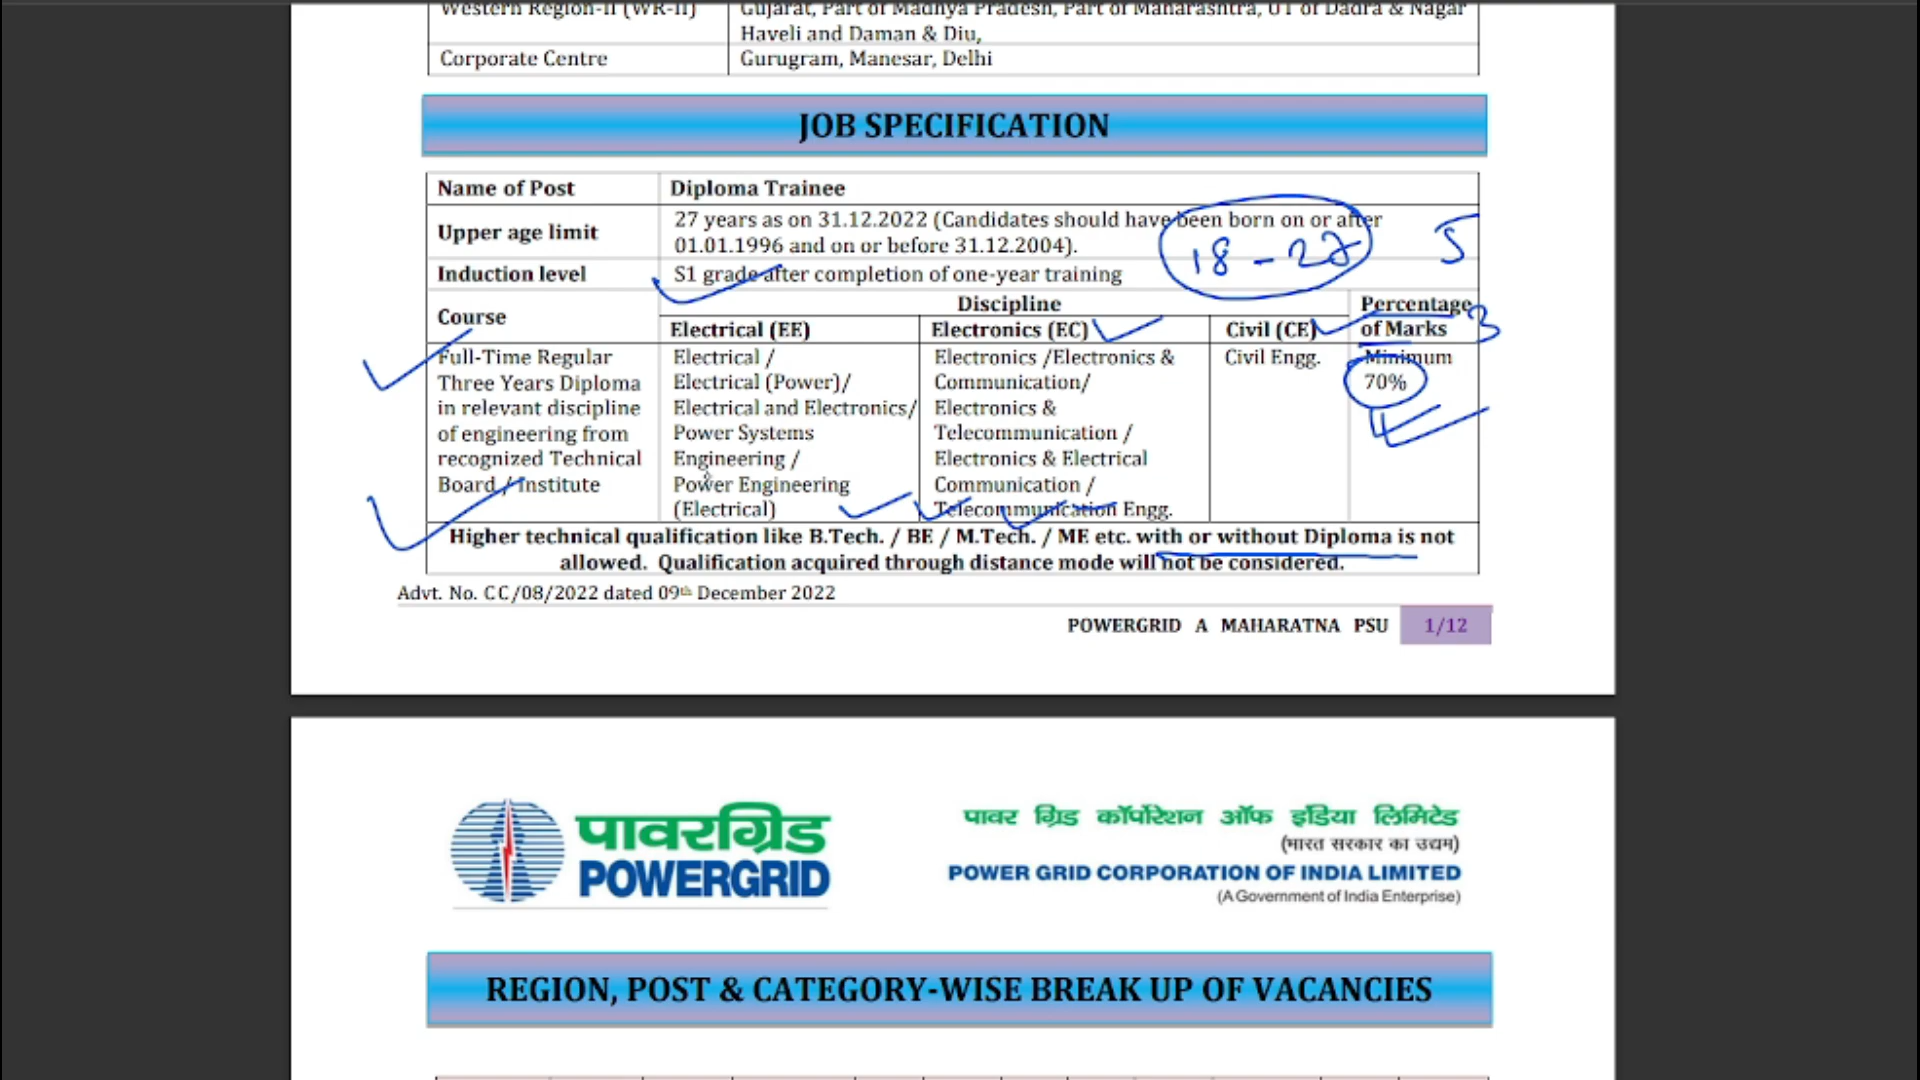 Western Region-II (WR-II) Gujarat, Part of Madhya Pradesh, Part of Maharashtra, UT of Dadra & Nagar
Haveli and Daman & Diu,
Corporate Centre Gurugram, Manesar, Delhi
JOB SPECIFICATION
Name of Post Diploma Trainee
Upper age limit 27 years as on 31.12.2022 (Candidates should have been born on or after
01.01.1996 and on or before 31.12.2004).
18 - 27
5
Induction level S1 grade after completion of one-year training
Course Discipline Percentage
of Marks
3
Electrical (EE) Electronics (EC) Civil (CE)
Full-Time Regular
Three Years Diploma
in relevant discipline
of engineering from
recognized Technical
Board / Institute
Electrical /
Electrical (Power)/
Electrical and Electronics/
Power Systems
Engineering /
Power Engineering
(Electrical)
Electronics /Electronics &
Communication/
Electronics &
Telecommunication /
Electronics & Electrical
Communication /
Telecommunication Engg.
Civil Engg.
Minimum
70%
Higher technical qualification like B.Tech. / BE / M.Tech. / ME etc. with or without Diploma is not
allowed. Qualification acquired through distance mode will not be considered.
Advt. No. CC/08/2022 dated 09th December 2022
POWERGRID A MAHARATNA PSU 1/12
पावरग्रिड
POWERGRID
पावर ग्रिड कॉर्पोरेशन ऑफ इंडिया लिमिटेड
(भारत सरकार का उद्यम)
POWER GRID CORPORATION OF INDIA LIMITED
(A Government of India Enterprise)
REGION, POST & CATEGORY-WISE BREAK UP OF VACANCIES